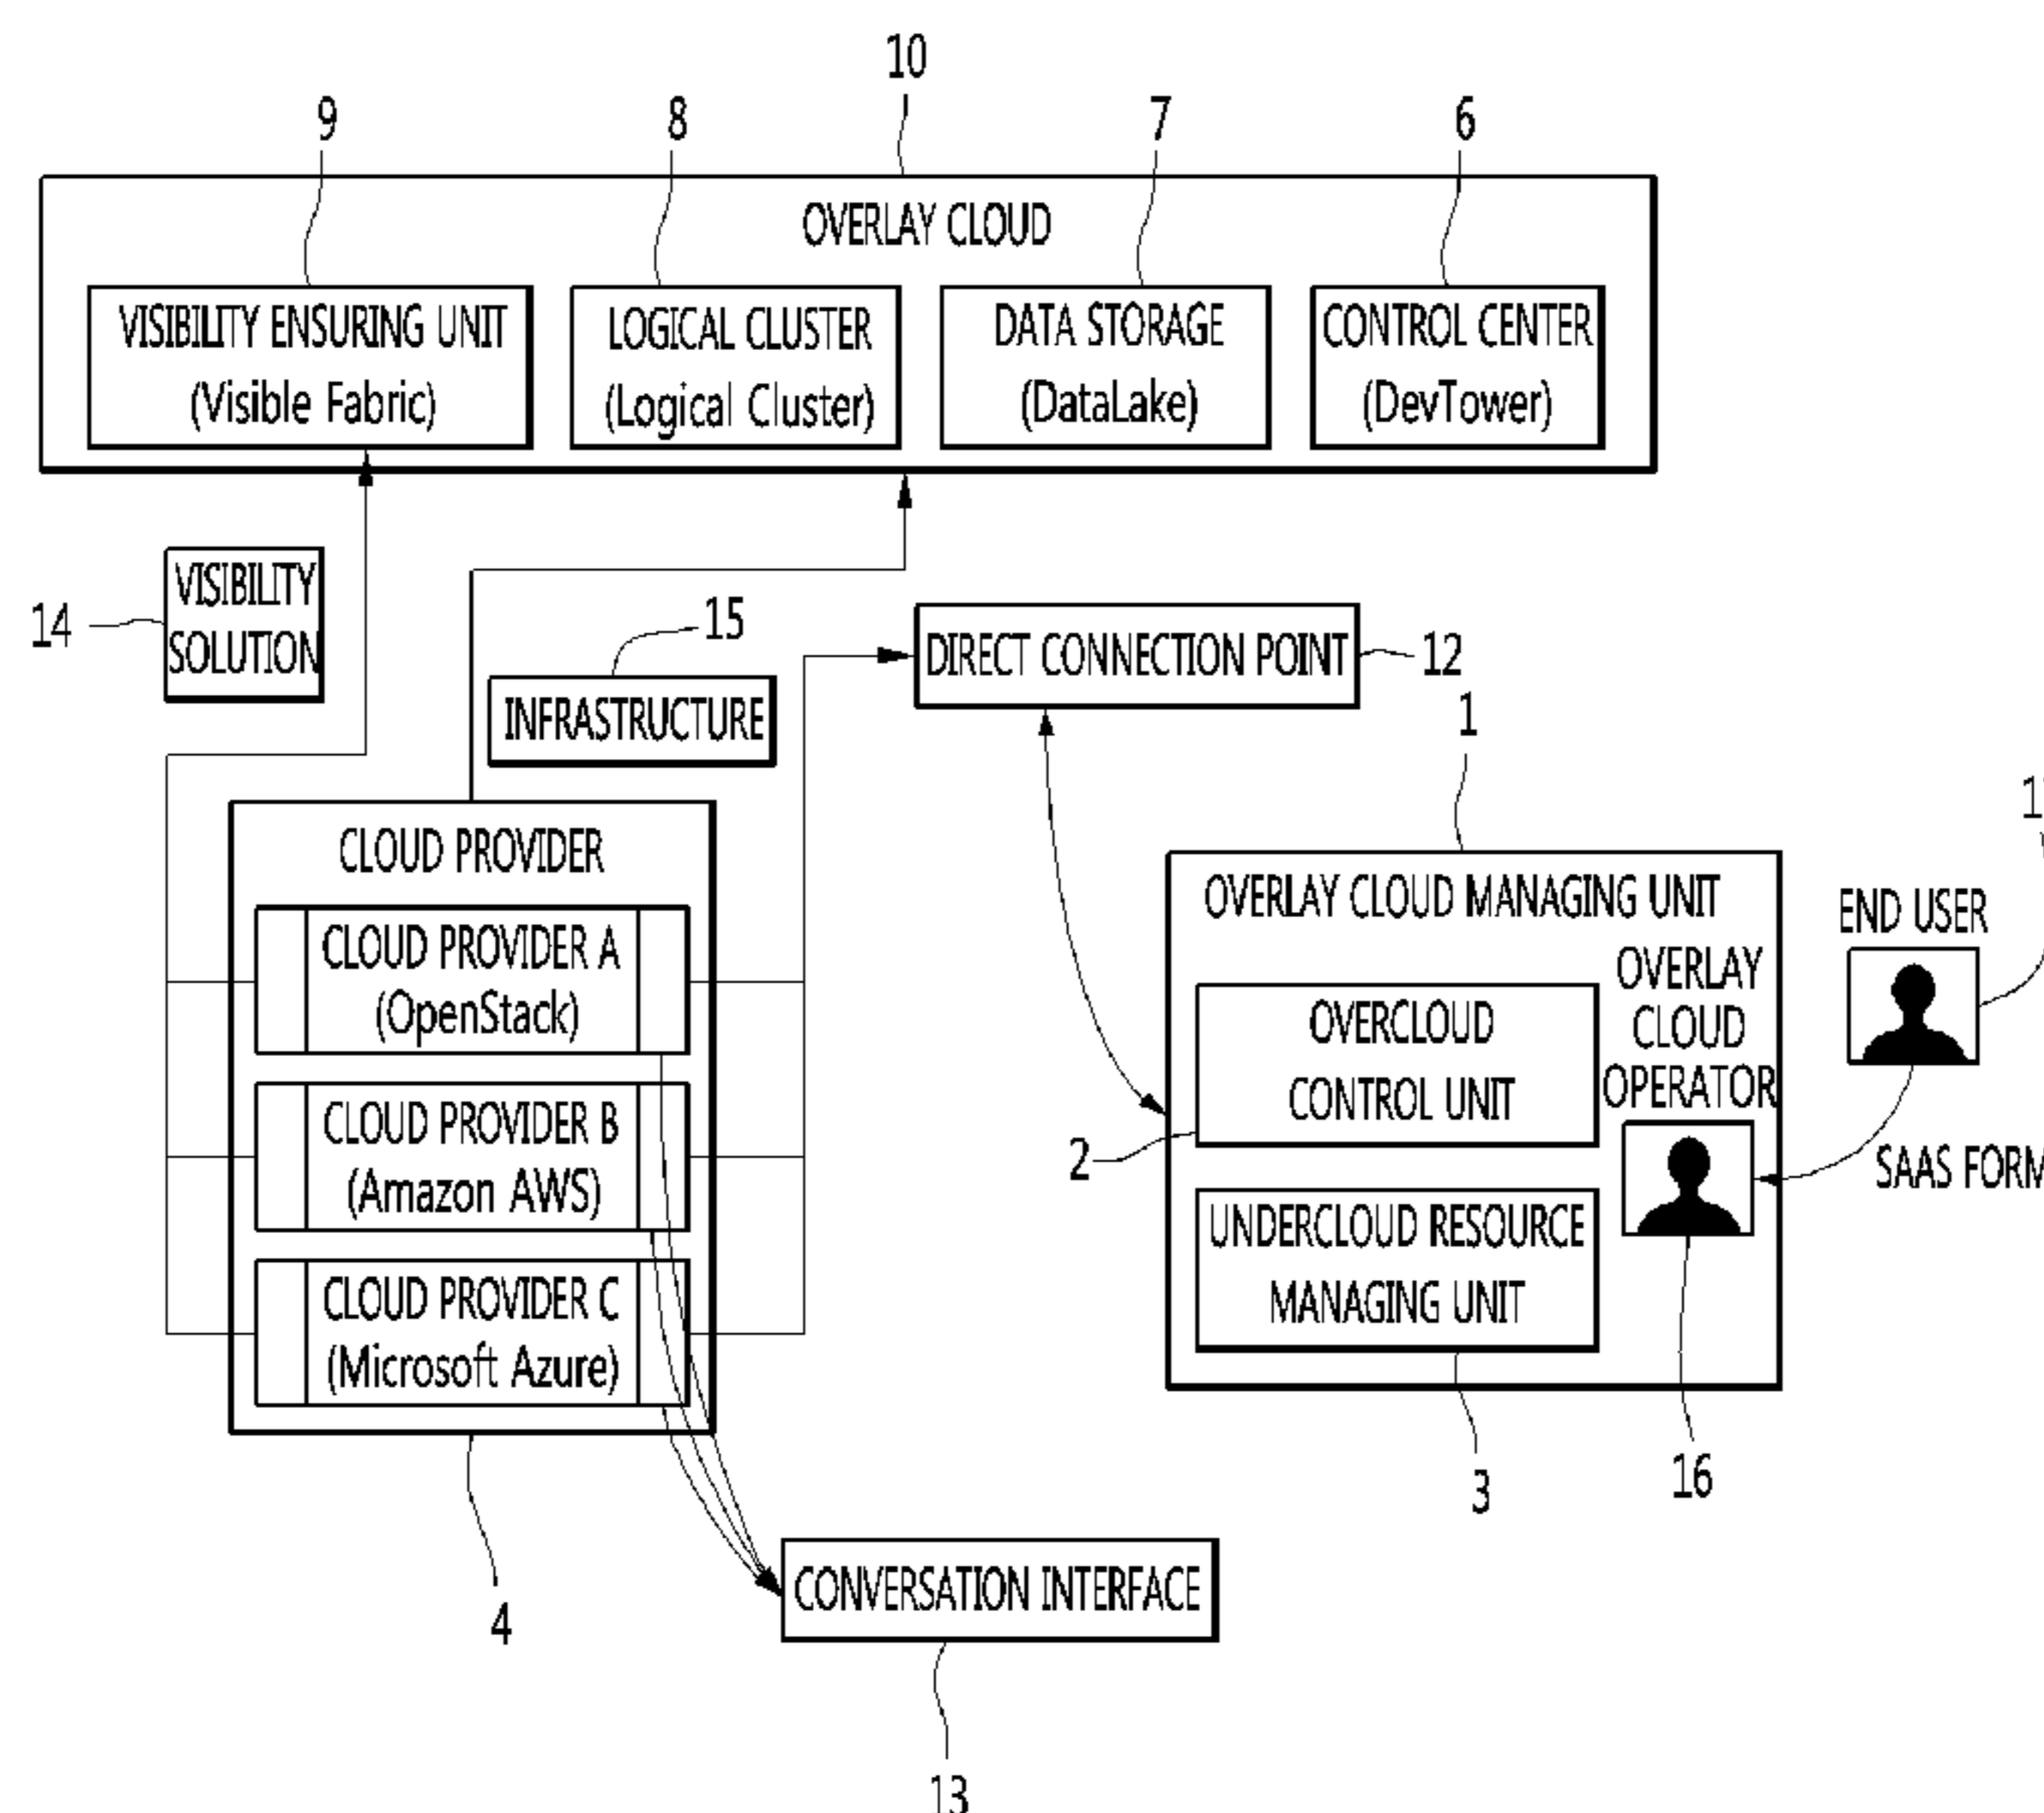 10
9
8
7
6
OVERLAY CLOUD
VISIBILITY ENSURING UNIT
(Visible Fabric)
LOGICAL CLUSTER
(Logical Cluster)
DATA STORAGE
(DataLake)
CONTROL CENTER
(DevTower)
14
VISIBILITY
SOLUTION
15
INFRASTRUCTURE
DIRECT CONNECTION POINT
12
1
CLOUD PROVIDER
CLOUD PROVIDER A
(OpenStack)
CLOUD PROVIDER B
(Amazon AWS)
CLOUD PROVIDER C
(Microsoft Azure)
4
OVERLAY CLOUD MANAGING UNIT
OVERCLOUD
CONTROL UNIT
2
UNDERCLOUD RESOURCE
MANAGING UNIT
3
OVERLAY
CLOUD
OPERATOR
16
END USER
SAAS FORM
CONVERSATION INTERFACE
13